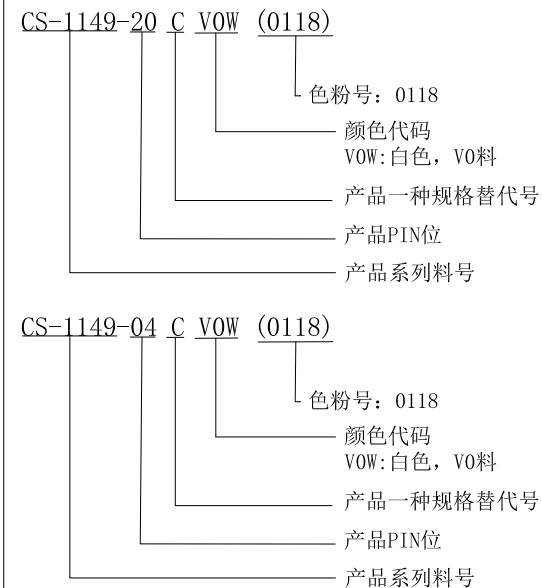 CS-1149-20 C V0W (0118)
色粉号：0118
颜色代码
V0W:白色，V0料
产品一种规格替代号
产品PIN位
产品系列料号
CS-1149-04 C V0W (0118)
色粉号：0118
颜色代码
V0W:白色，V0料
产品一种规格替代号
产品PIN位
产品系列料号